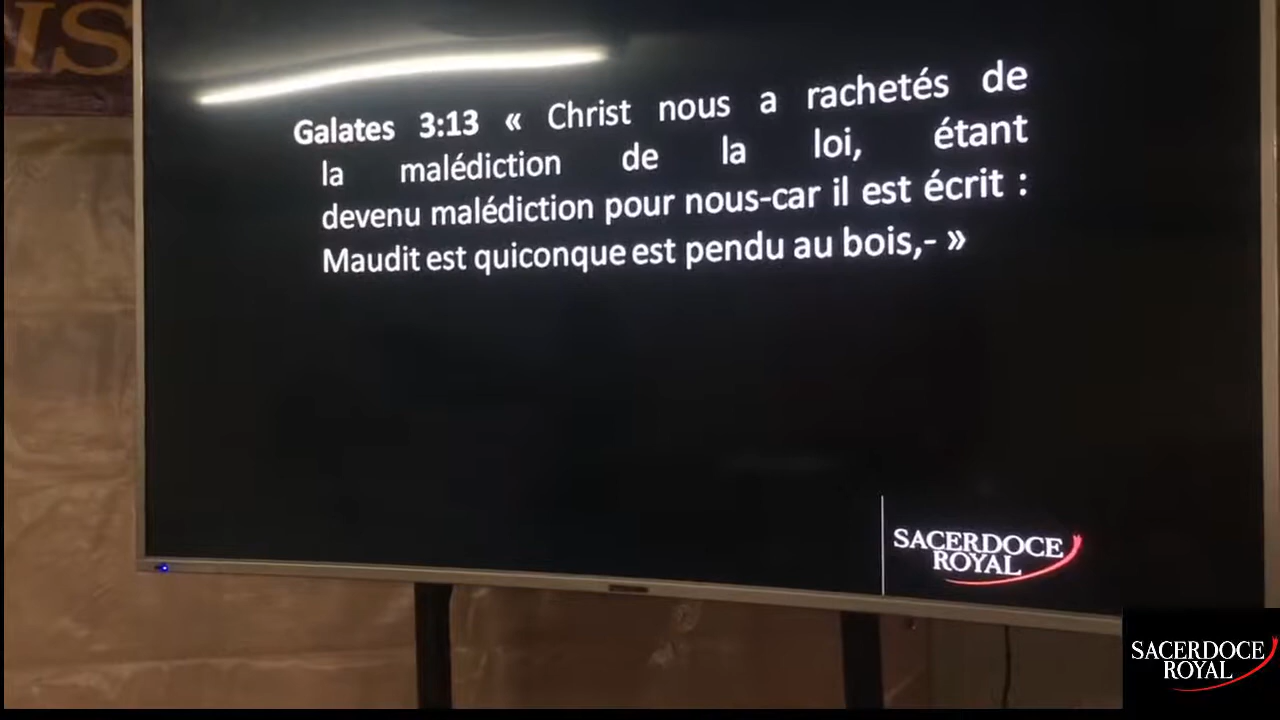 IS
Galates 3:13 « Christ nous a rachetés de
la malédiction de la loi, étant
devenu malédiction pour nous-car il est écrit :
Maudit est quiconque est pendu au bois,- »
SACERDOCE
ROYAL
SACERDOCE
ROYAL